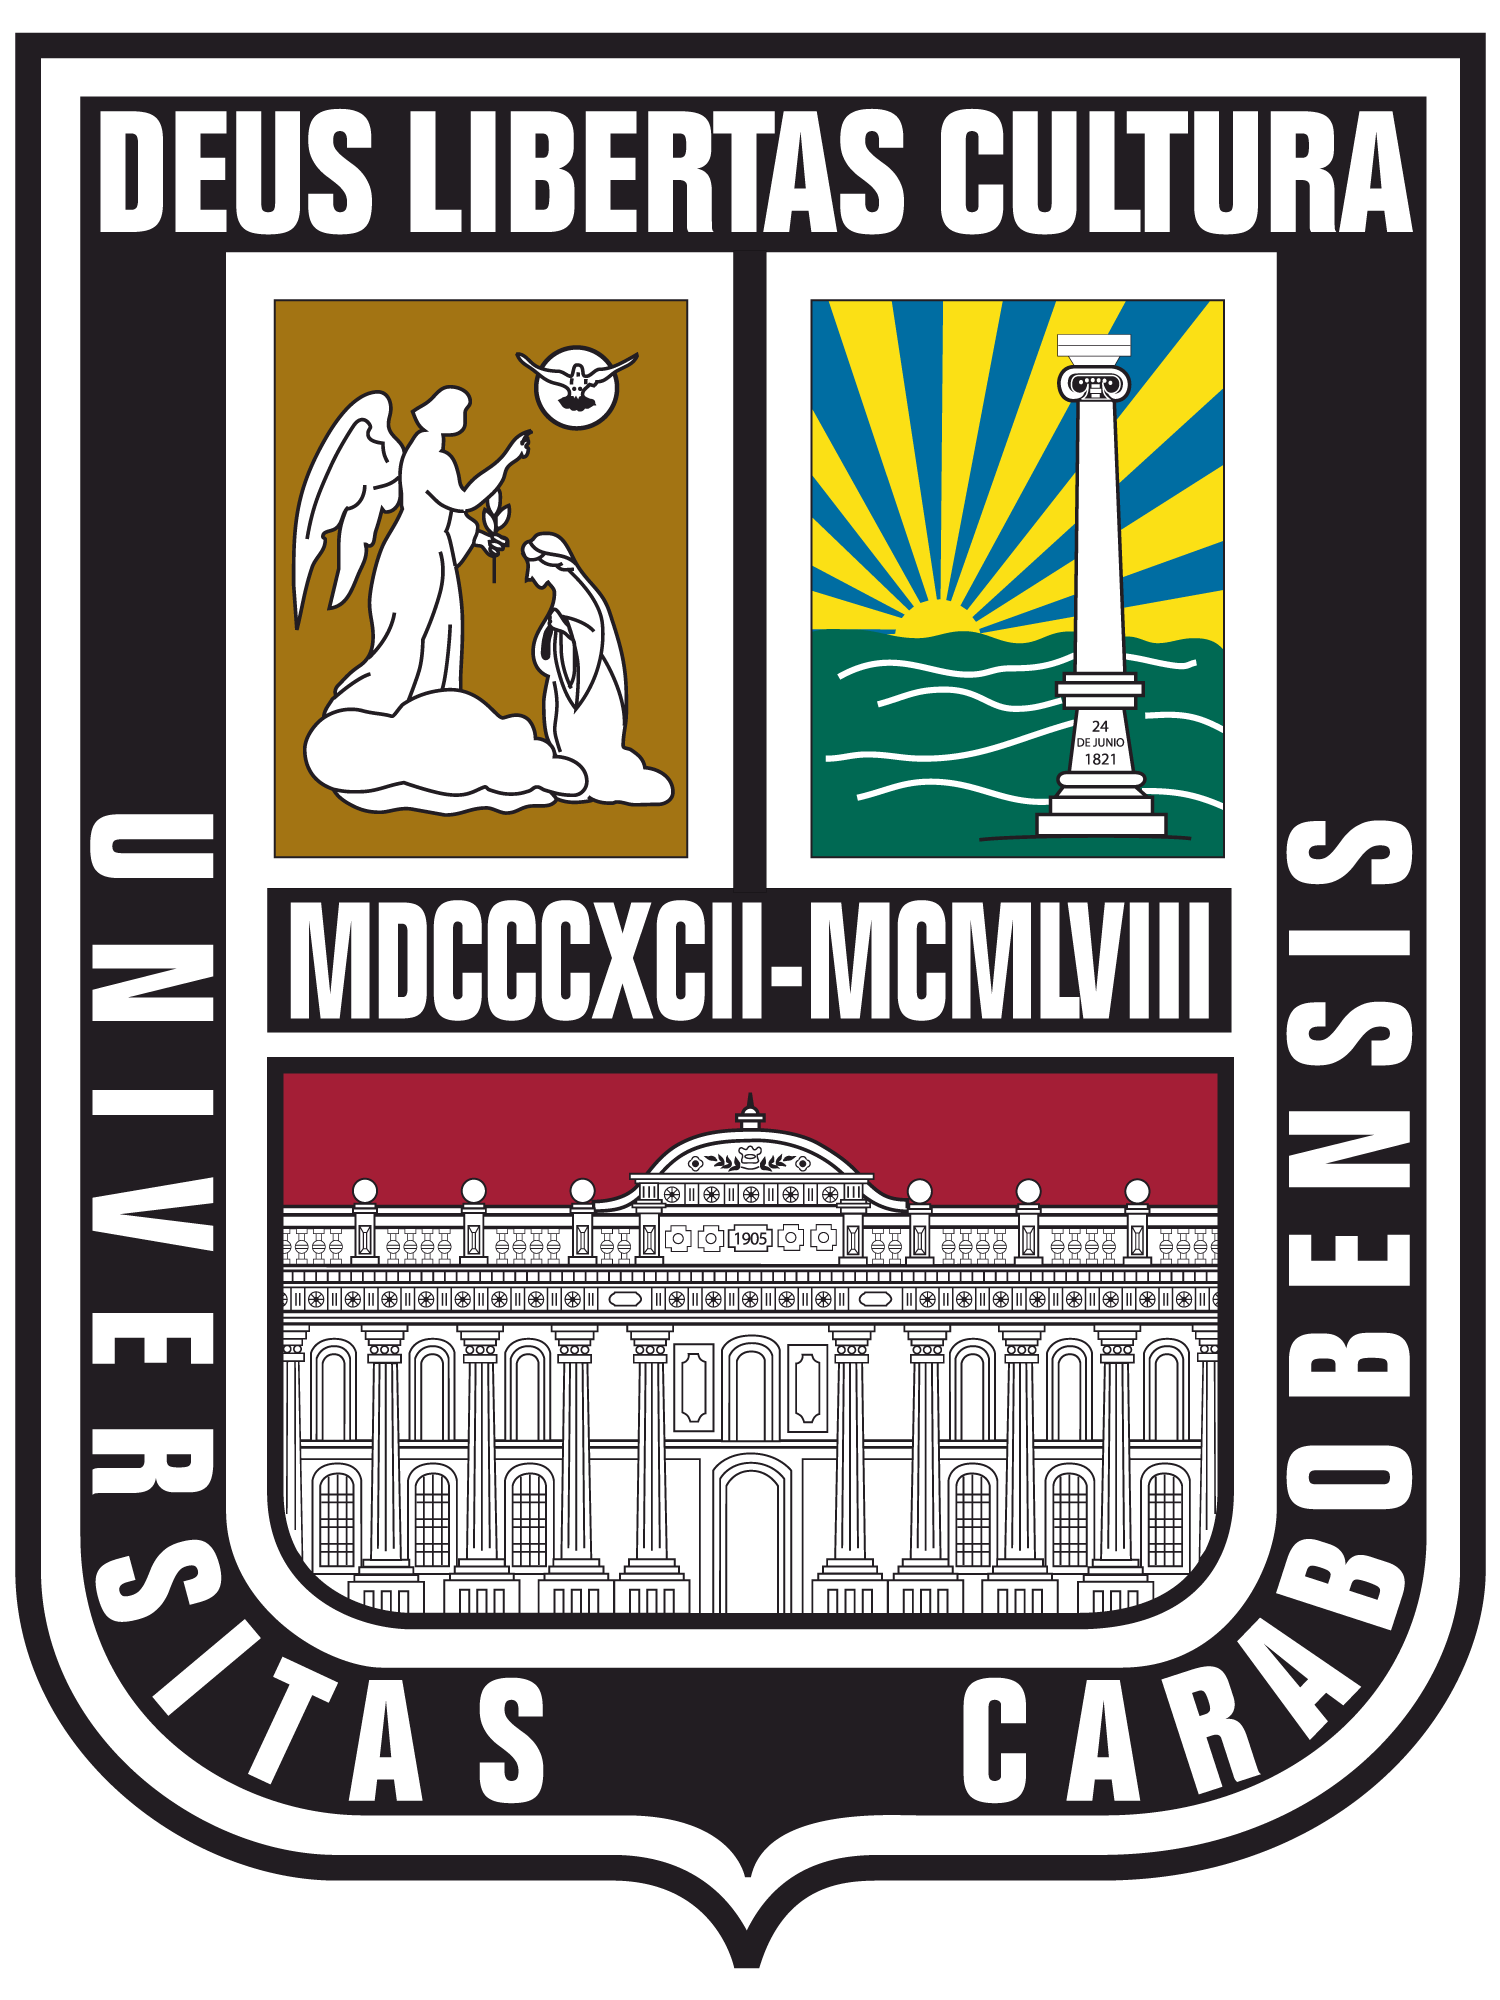 DEUS LIBERTAS CULTURA
24
DE JUNIO
1821
MDCCCXCII-MCMLVIII
1905
UNIVERSITAS CARABOBENSIS